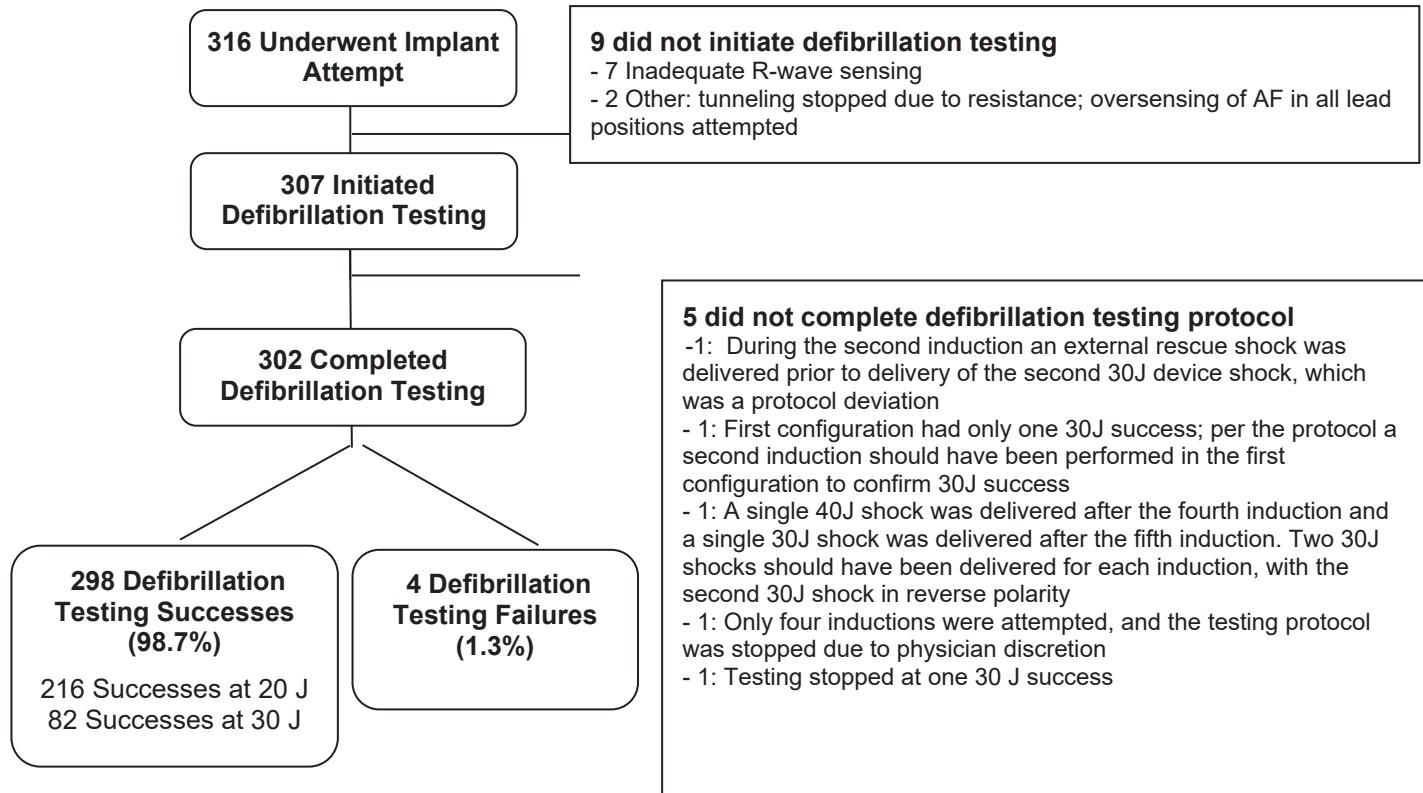 316 Underwent Implant
Attempt
9 did not initiate defibrillation testing
- 7 Inadequate R-wave sensing
- 2 Other: tunneling stopped due to resistance; oversensing of AF in all lead
positions attempted
307 Initiated
Defibrillation Testing
5 did not complete defibrillation testing protocol
-1:  During the second induction an external rescue shock was
delivered prior to delivery of the second 30J device shock, which
was a protocol deviation
- 1: First configuration had only one 30J success; per the protocol a
second induction should have been performed in the first
configuration to confirm 30J success
- 1: A single 40J shock was delivered after the fourth induction and
a single 30J shock was delivered after the fifth induction. Two 30J
shocks should have been delivered for each induction, with the
second 30J shock in reverse polarity
- 1: Only four inductions were attempted, and the testing protocol
was stopped due to physician discretion
- 1: Testing stopped at one 30 J success
302 Completed
Defibrillation Testing
298 Defibrillation
Testing Successes
(98.7%)
216 Successes at 20 J
82 Successes at 30 J
4 Defibrillation
Testing Failures
(1.3%)